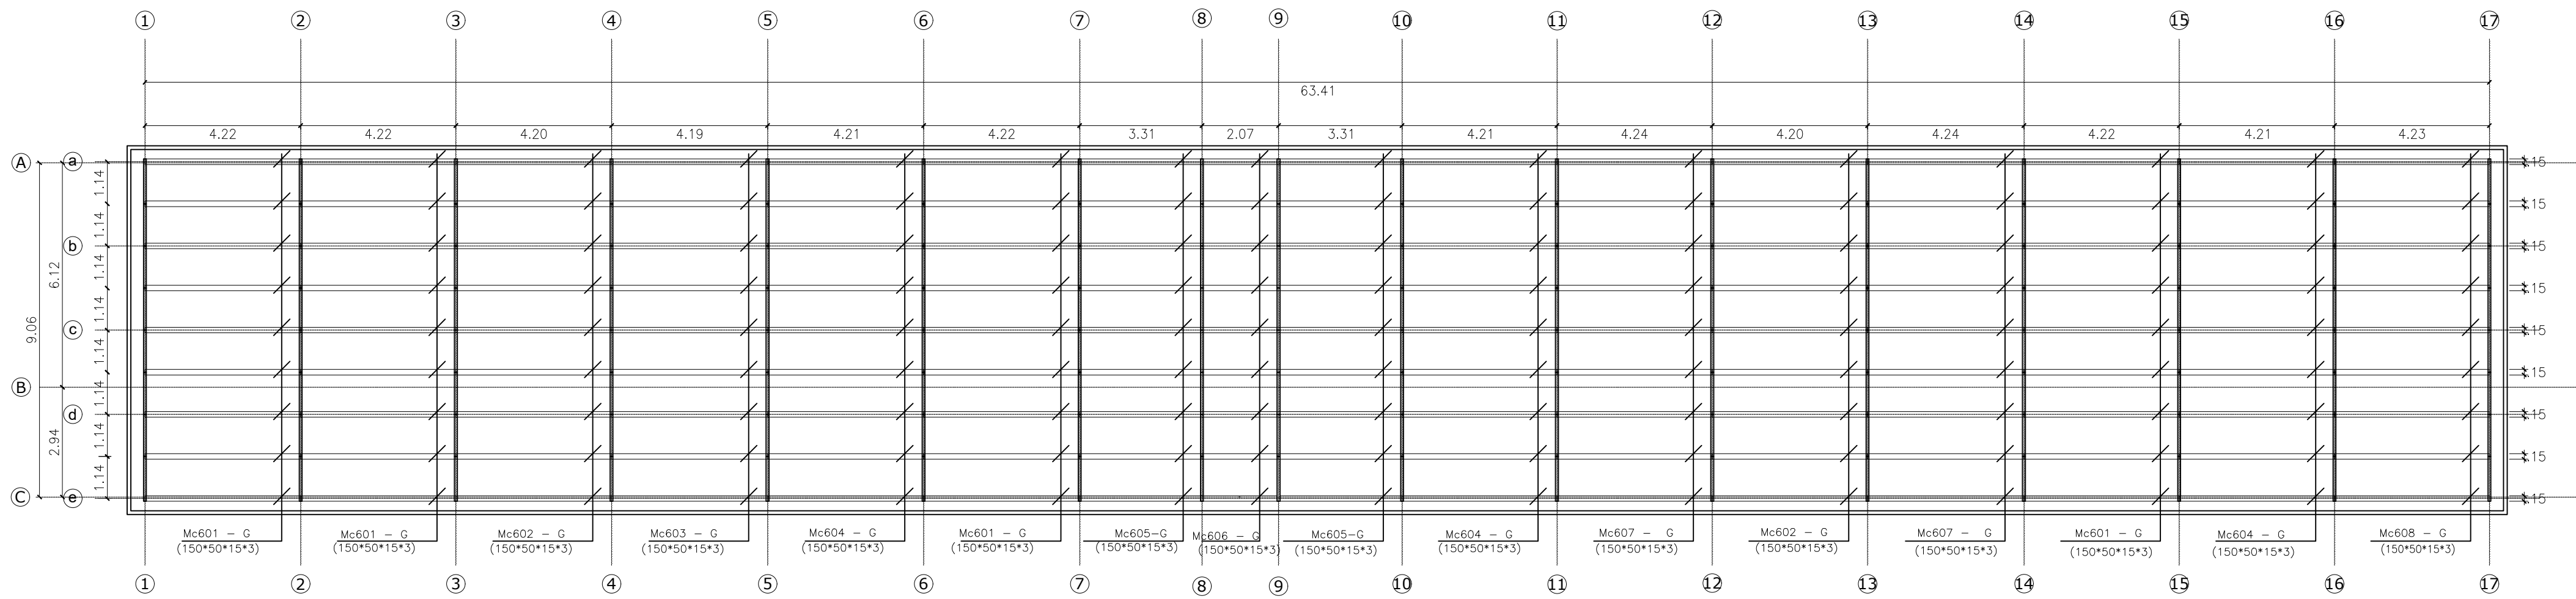 1 2 3 4 5 6 7 8 9 10 11 12 13 14 15 16 17
63.41
4.22 4.22 4.20 4.19 4.21 4.22 3.31 2.07 3.31 4.21 4.24 4.20 4.24 4.22 4.21 4.23
A a .15
1.14
.15
1.14
b .15
1.14
6.12
.15
1.14
9.06
c .15
1.14
.15
1.14
B
1.14
d .15
2.94
1.14
.15
1.14
C e .15
Mc601 - G
(150*50*15*3)
Mc601 - G
(150*50*15*3)
Mc602 - G
(150*50*15*3)
Mc603 - G
(150*50*15*3)
Mc604 - G
(150*50*15*3)
Mc601 - G
(150*50*15*3)
Mc605-G
(150*50*15*3)
Mc606 - G
(150*50*15*3)
Mc605-G
(150*50*15*3)
Mc604 - G
(150*50*15*3)
Mc607 - G
(150*50*15*3)
Mc602 - G
(150*50*15*3)
Mc607 - G
(150*50*15*3)
Mc601 - G
(150*50*15*3)
Mc604 - G
(150*50*15*3)
Mc608 - G
(150*50*15*3)
1 2 3 4 5 6 7 8 9 10 11 12 13 14 15 16 17